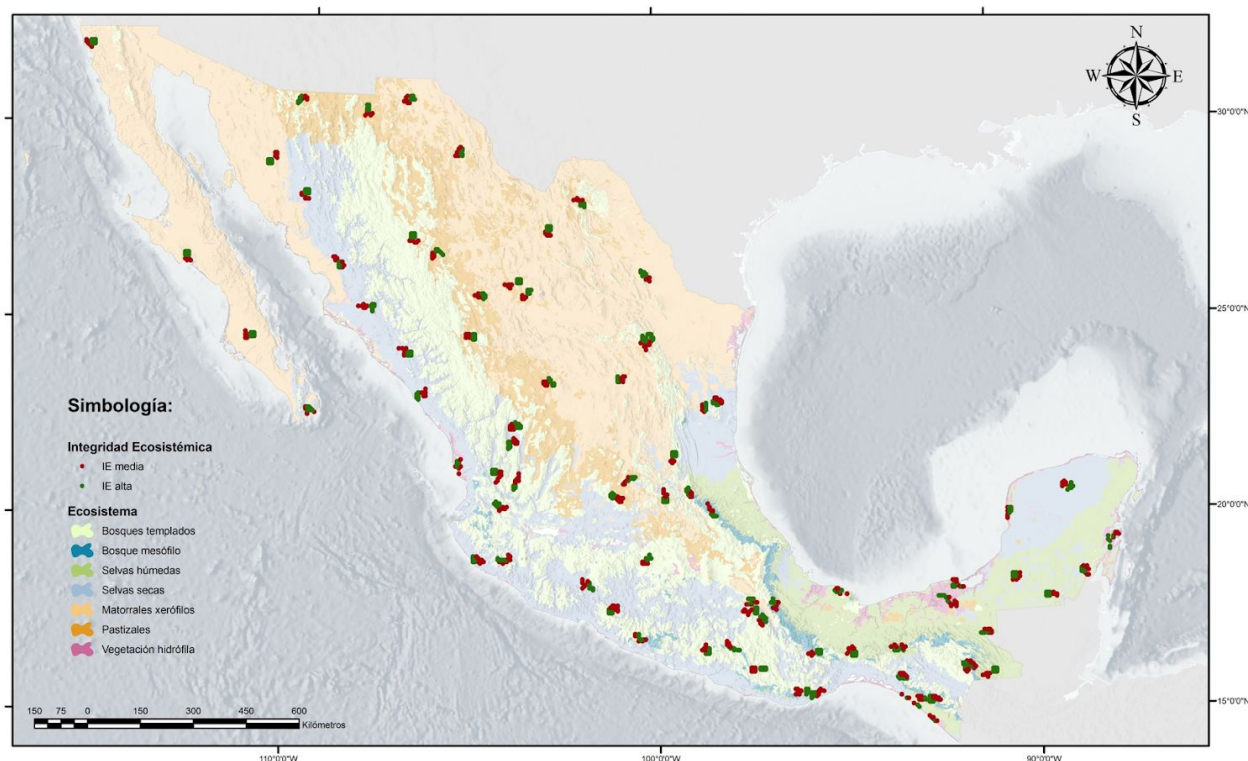 N
W
E
S
30°0'0"N
25°0'0"N
20°0'0"N
15°0'0"N
Simbología:
Integridad Ecosistémica
IE media
IE alta
Ecosistema
Bosques templados
Bosque mesófilo
Selvas húmedas
Selvas secas
Matorrales xerófilos
Pastizales
Vegetación hidrófila
150 75 0 150 300 450 600
Kilómetros
110°0'0"W 100°0'0"W 90°0'0"W